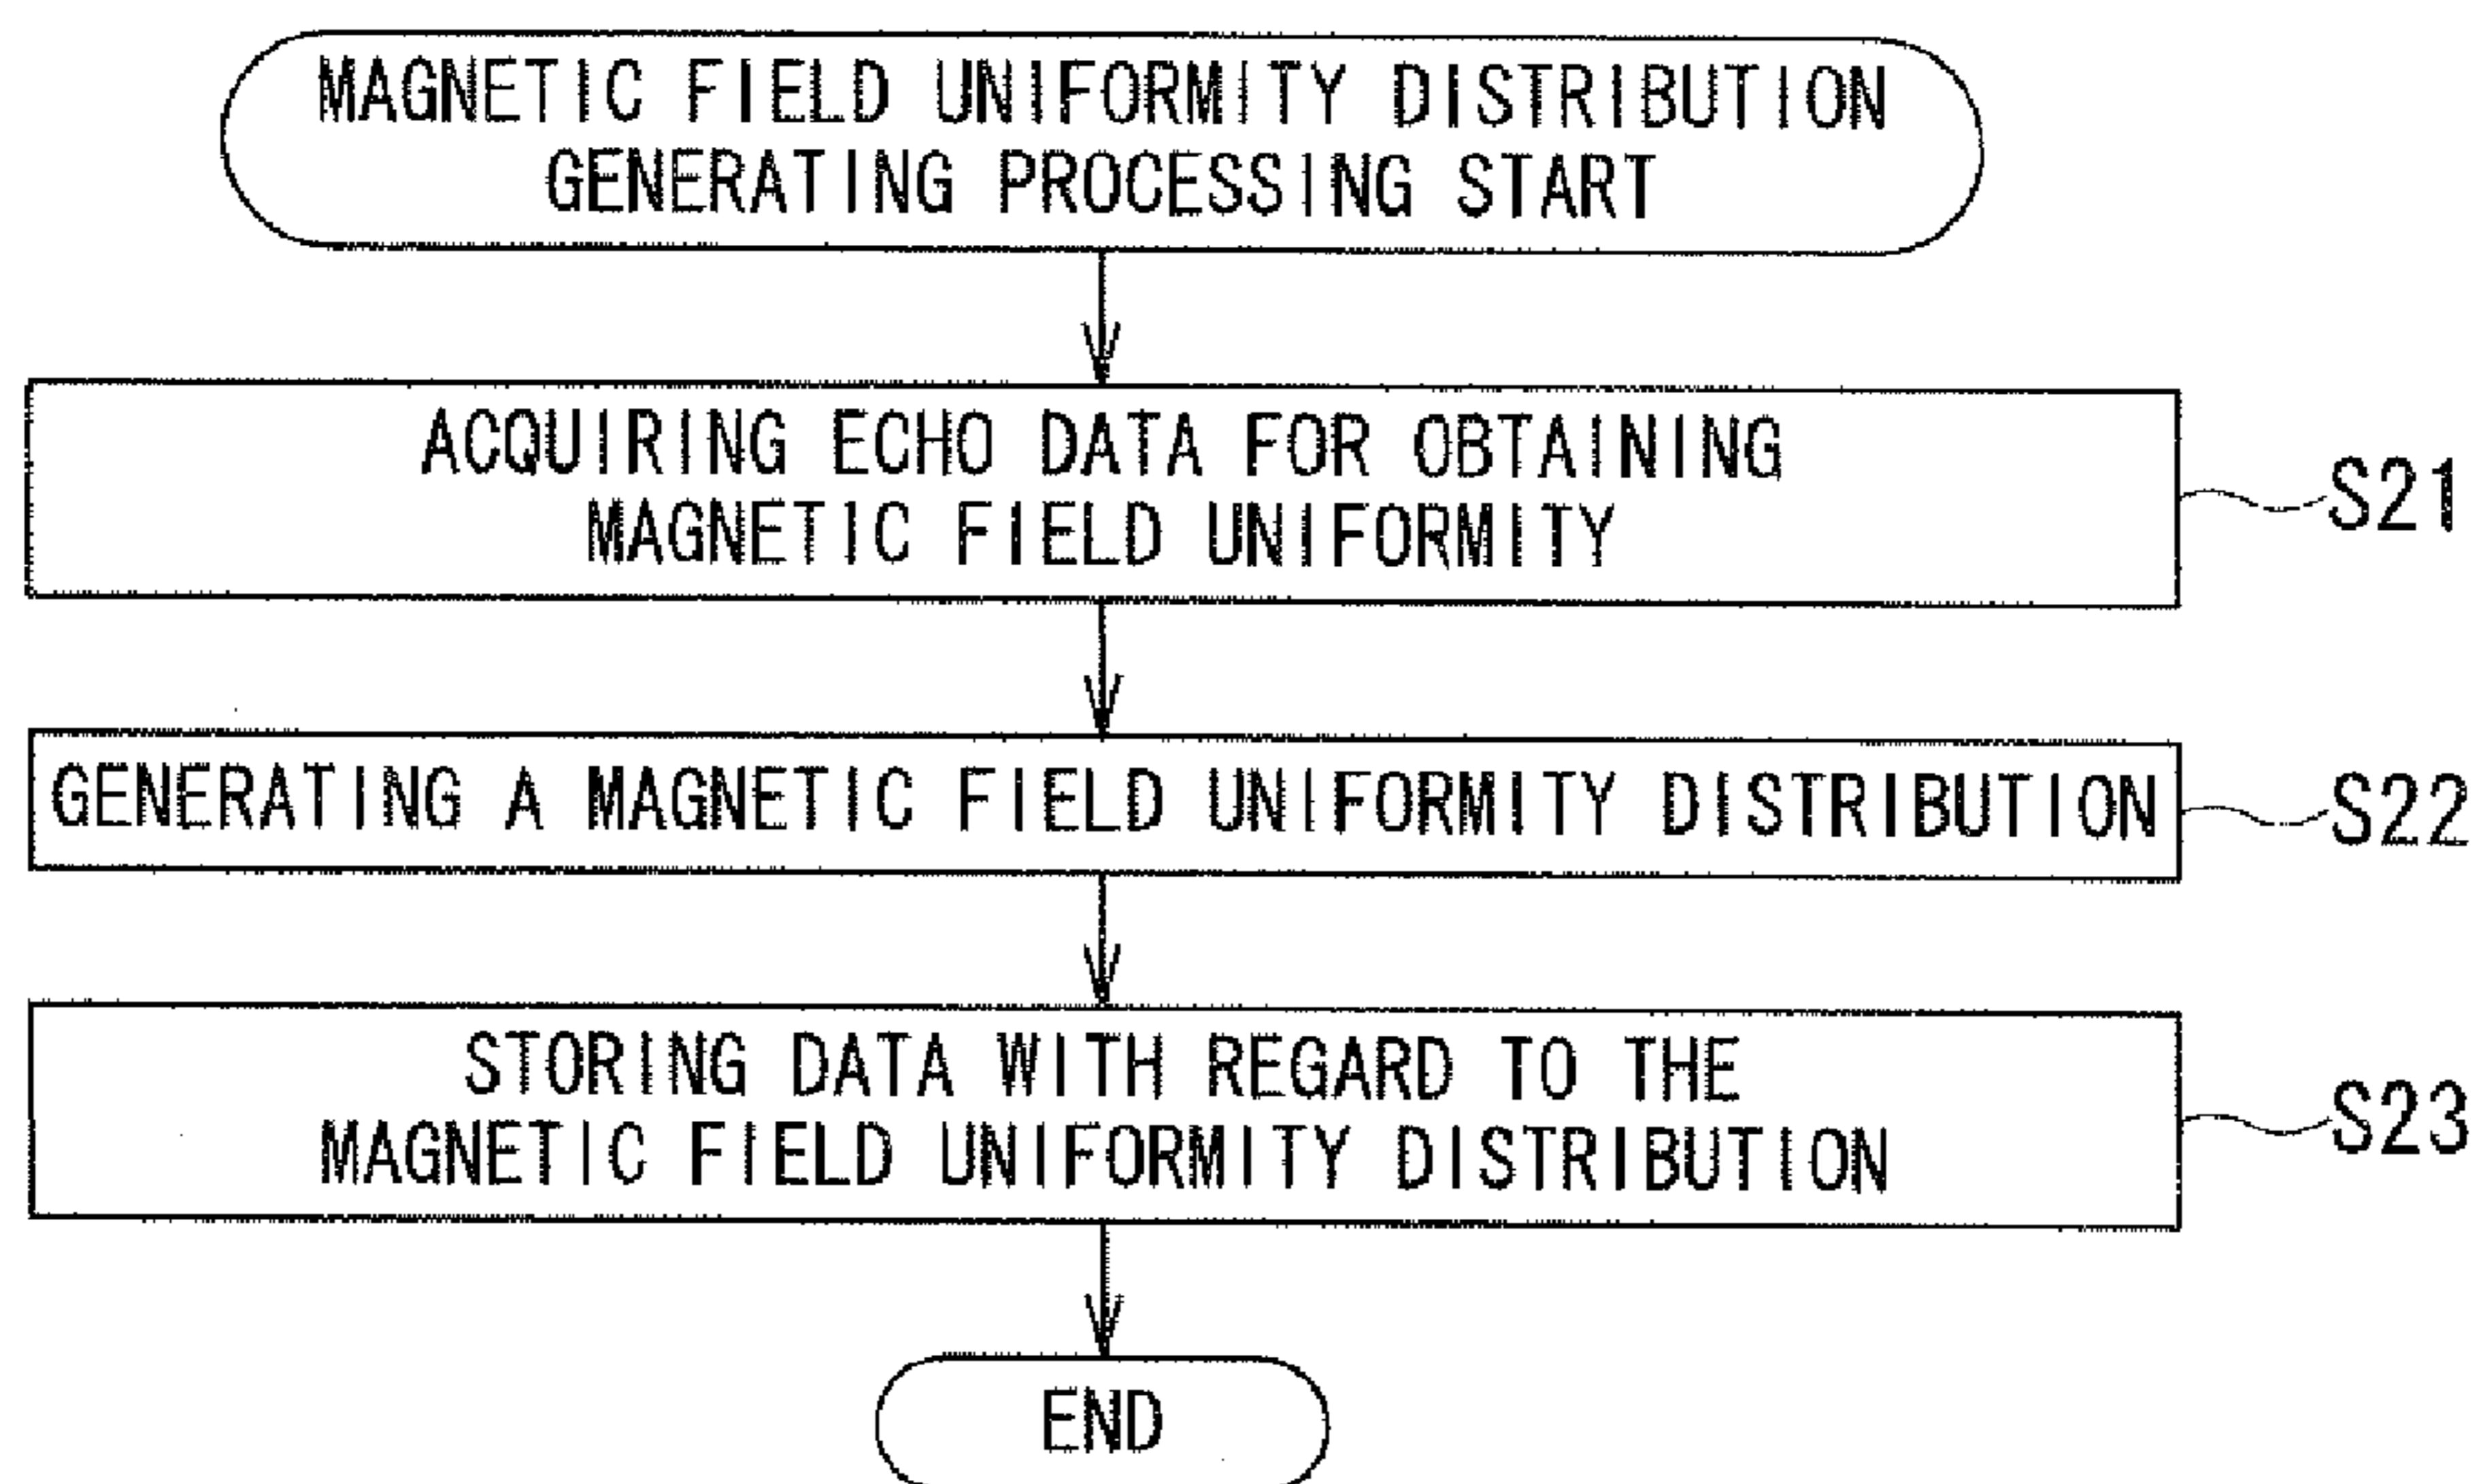 MAGNETIC FIELD UNIFORMITY DISTRIBUTION
GENERATING PROCESSING START
ACQUIRING ECHO DATA FOR OBTAINING
MAGNETIC FIELD UNIFORMITY
S21
GENERATING A MAGNETIC FIELD UNIFORMITY DISTRIBUTION
S22
STORING DATA WITH REGARD TO THE
MAGNETIC FIELD UNIFORMITY DISTRIBUTION
S23
END